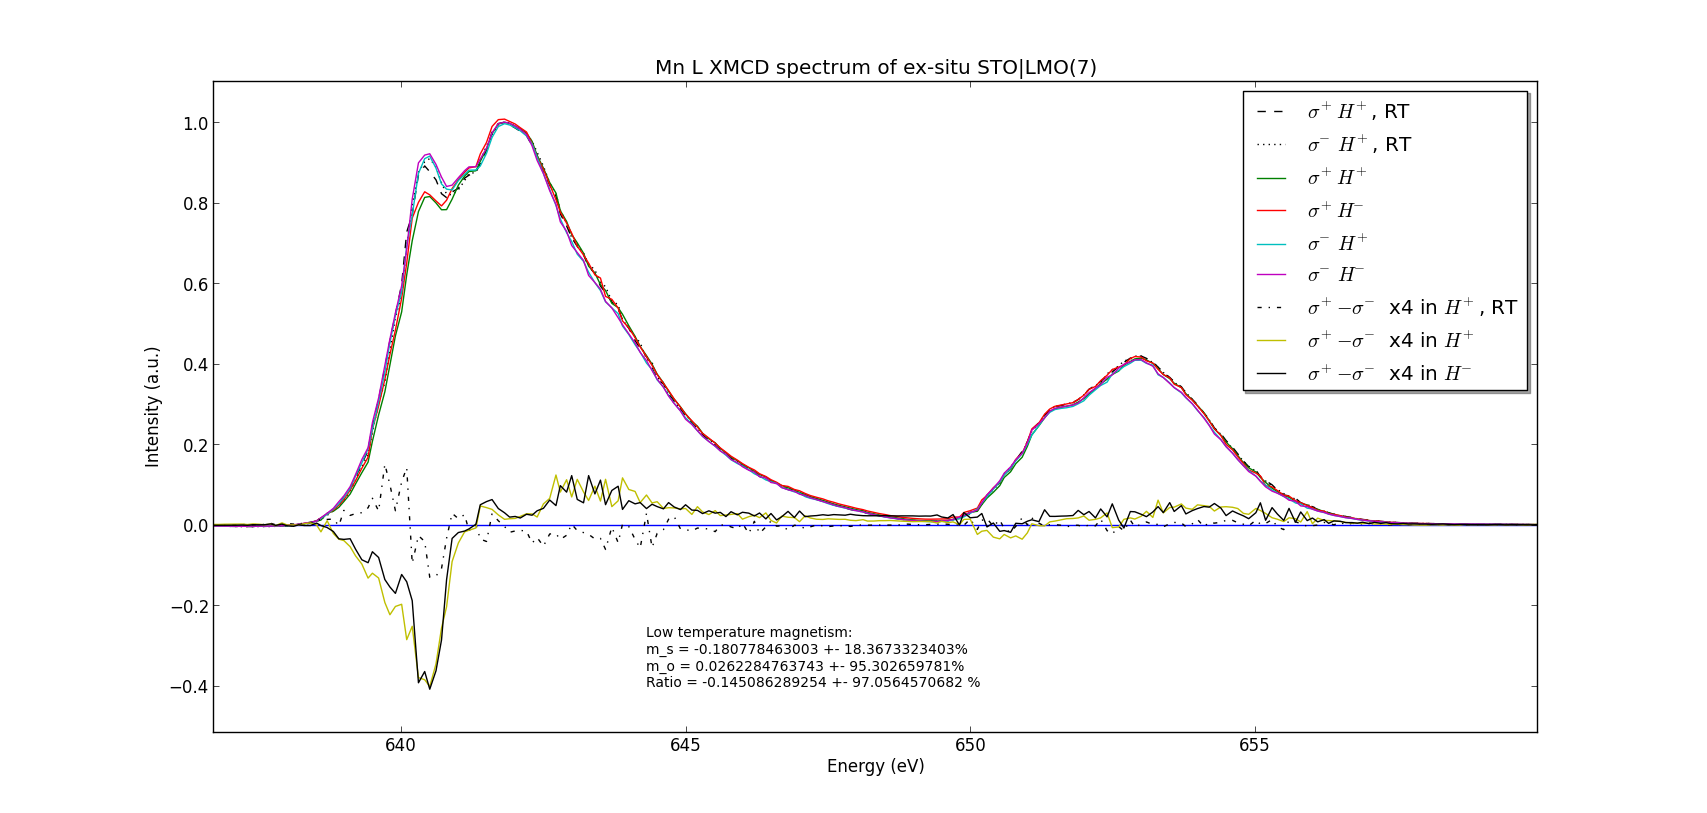 Mn L XMCD spectrum of ex-situ STO|LMO(7)
σ⁺ H⁺, RT
σ⁻ H⁺, RT
σ⁺ H⁺
σ⁺ H⁻
σ⁻ H⁺
σ⁻ H⁻
σ⁺ −σ⁻ x4 in H⁺, RT
σ⁺ −σ⁻ x4 in H⁺
σ⁺ −σ⁻ x4 in H⁻
Intensity (a.u.)
1.0
0.8
0.6
0.4
0.2
0.0
−0.2
−0.4
Low temperature magnetism:
m_s = -0.180778463003 +- 18.3673323403%
m_o = 0.0262284763743 +- 95.302659781%
Ratio = -0.145086289254 +- 97.0564570682 %
640 645 650 655
Energy (eV)